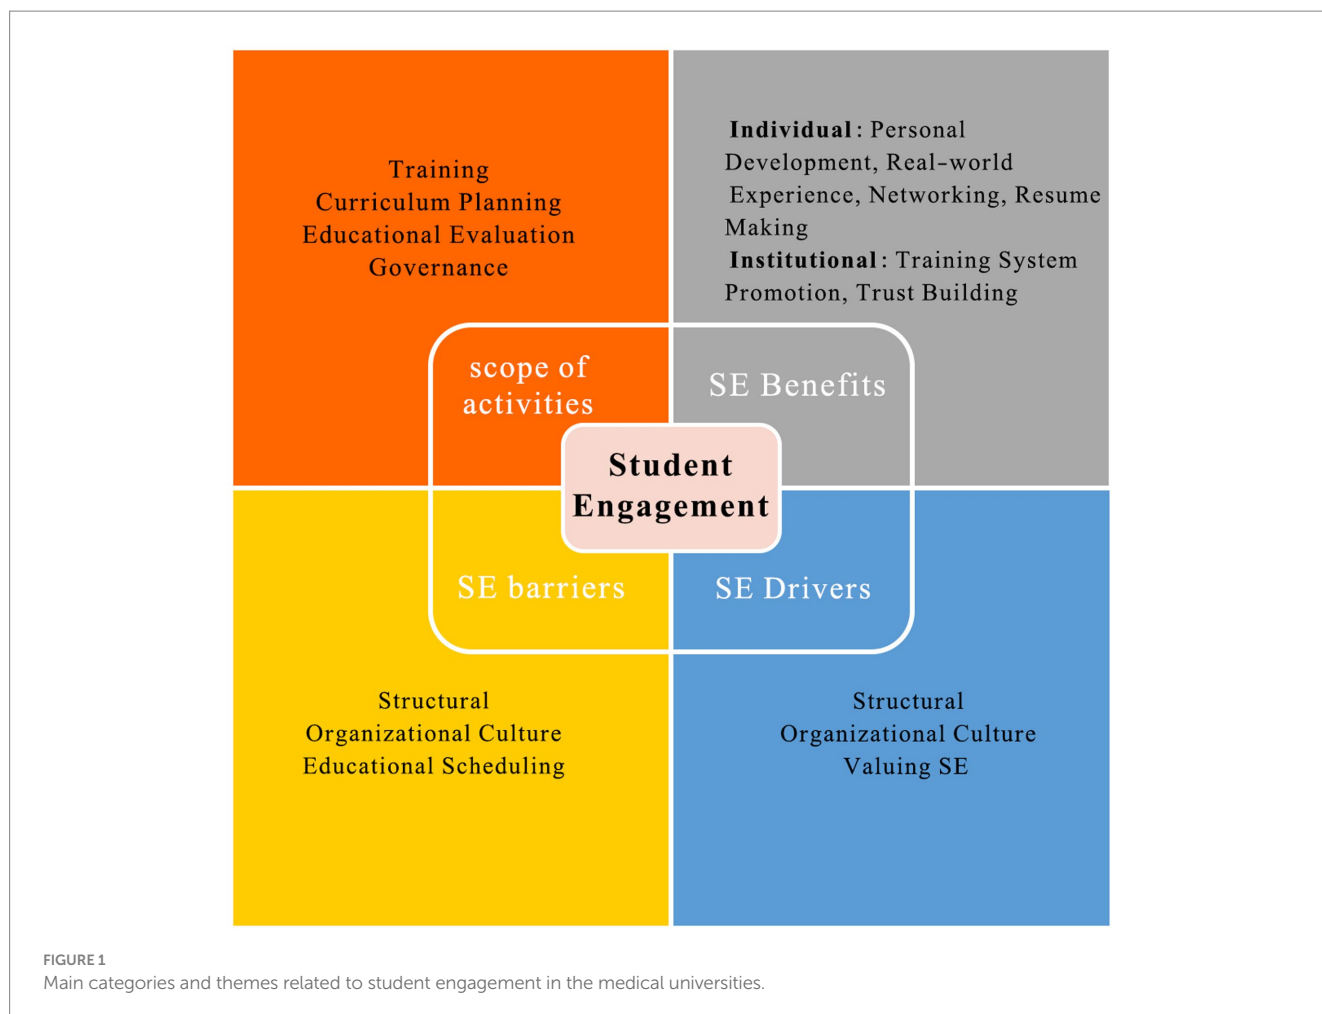 Training
Curriculum Planning
Educational Evaluation
Governance
Individual: Personal
Development, Real-world
Experience, Networking, Resume
Making
Institutional: Training System
Promotion, Trust Building
scope of
activities
SE Benefits
Student
Engagement
SE barriers
SE Drivers
Structural
Organizational Culture
Educational Scheduling
Structural
Organizational Culture
Valuing SE
FIGURE 1
Main categories and themes related to student engagement in the medical universities.